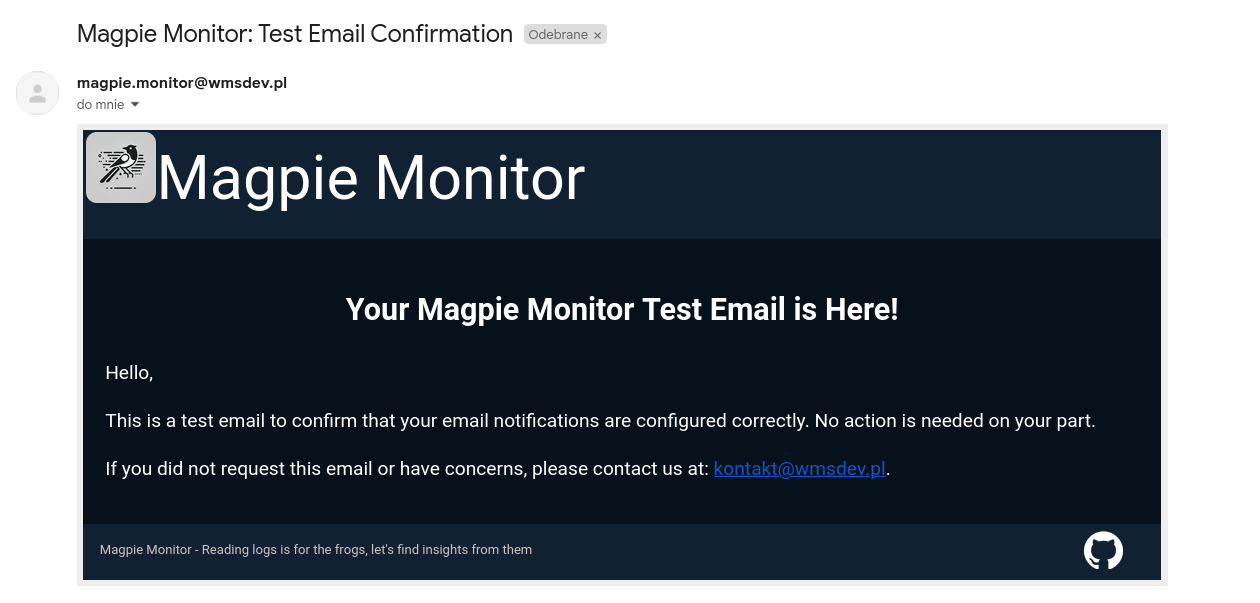 Magpie Monitor: Test Email Confirmation Odebrane ×
magpie.monitor@wmsdev.pl
do mnie
Magpie Monitor
Your Magpie Monitor Test Email is Here!
Hello,
This is a test email to confirm that your email notifications are configured correctly. No action is needed on your part.
If you did not request this email or have concerns, please contact us at: kontakt@wmsdev.pl.
Magpie Monitor - Reading logs is for the frogs, let's find insights from them